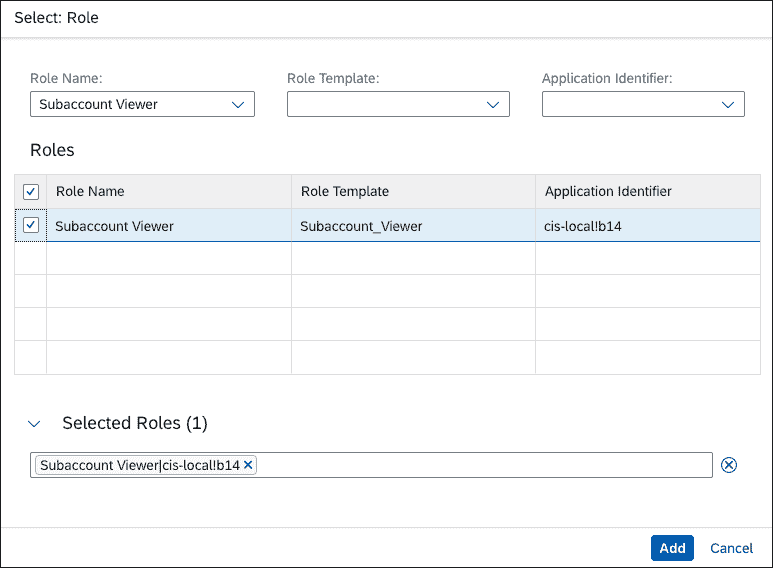 Select: Role
Role Name: Role Template: Application Identifier:
Subaccount Viewer
Roles
Role Name Role Template Application Identifier
Subaccount Viewer Subaccount_Viewer cis-local!b14
Selected Roles (1)
Subaccount Viewer|cis-local!b14
Add Cancel